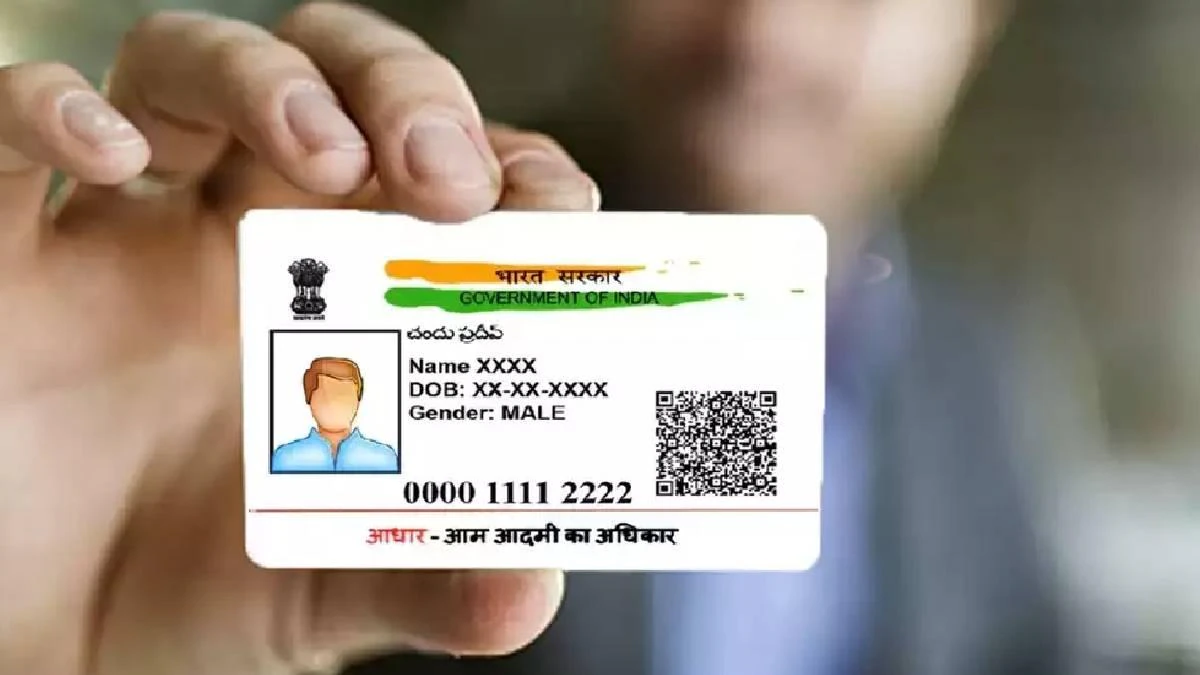 भारत सरकार
GOVERNMENT OF INDIA
చందు ప్రదీప్
Name XXXX
DOB: XX-XX-XXXX
Gender: MALE
0000 1111 2222
आधार - आम आदमी का अधिकार